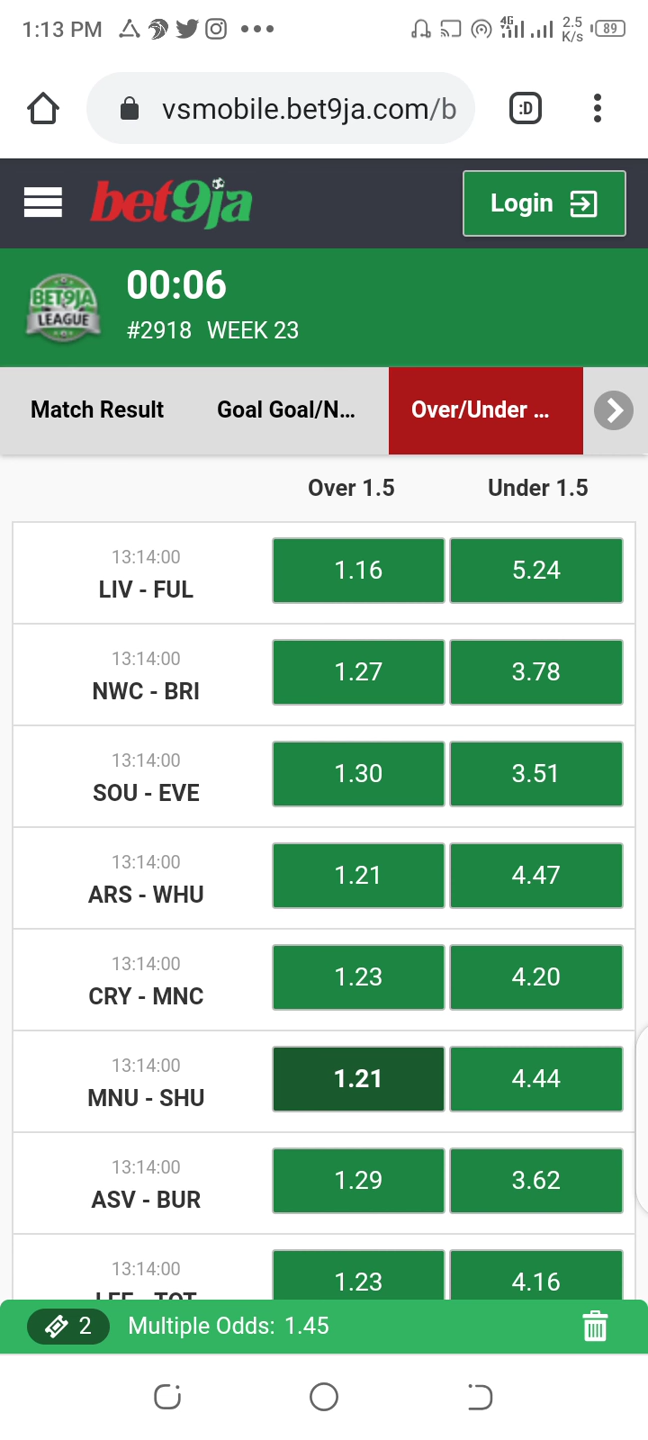 1:13 PM
4G
2.5
K/s
89
vsmobile.bet9ja.com/b
:D
bet9ja
Login
BET9JA
LEAGUE
00:06
#2918 WEEK 23
Match Result
Goal Goal/N...
Over/Under ...
Over 1.5
Under 1.5
13:14:00
LIV - FUL
1.16
5.24
13:14:00
NWC - BRI
1.27
3.78
13:14:00
SOU - EVE
1.30
3.51
13:14:00
ARS - WHU
1.21
4.47
13:14:00
CRY - MNC
1.23
4.20
13:14:00
MNU - SHU
1.21
4.44
13:14:00
ASV - BUR
1.29
3.62
13:14:00
LEE - TOT
1.23
4.16
2
Multiple Odds: 1.45